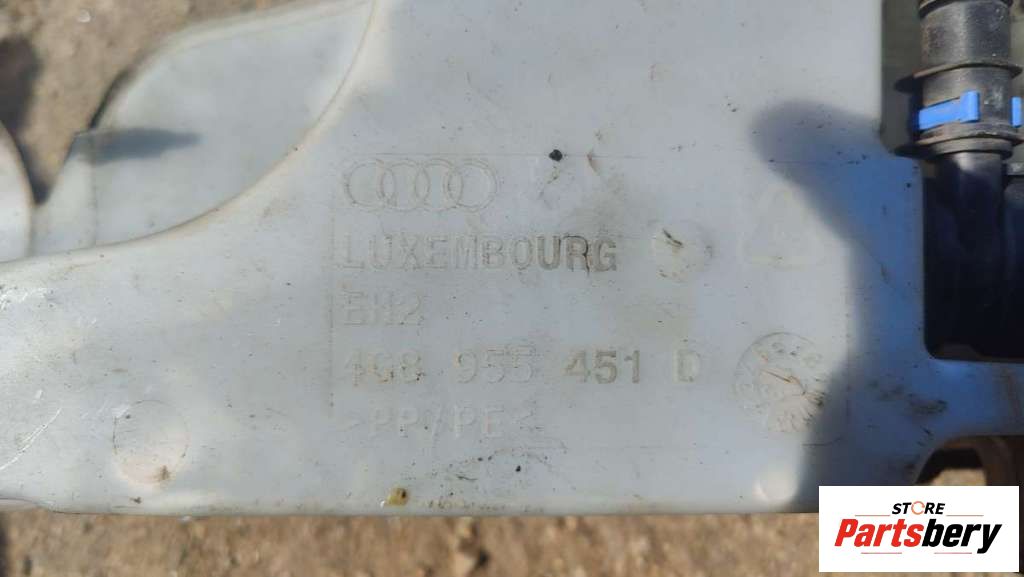 LUXEMBOURG
EH2
4G8 955 451 D
>PP/PE<
STORE
Partsbery